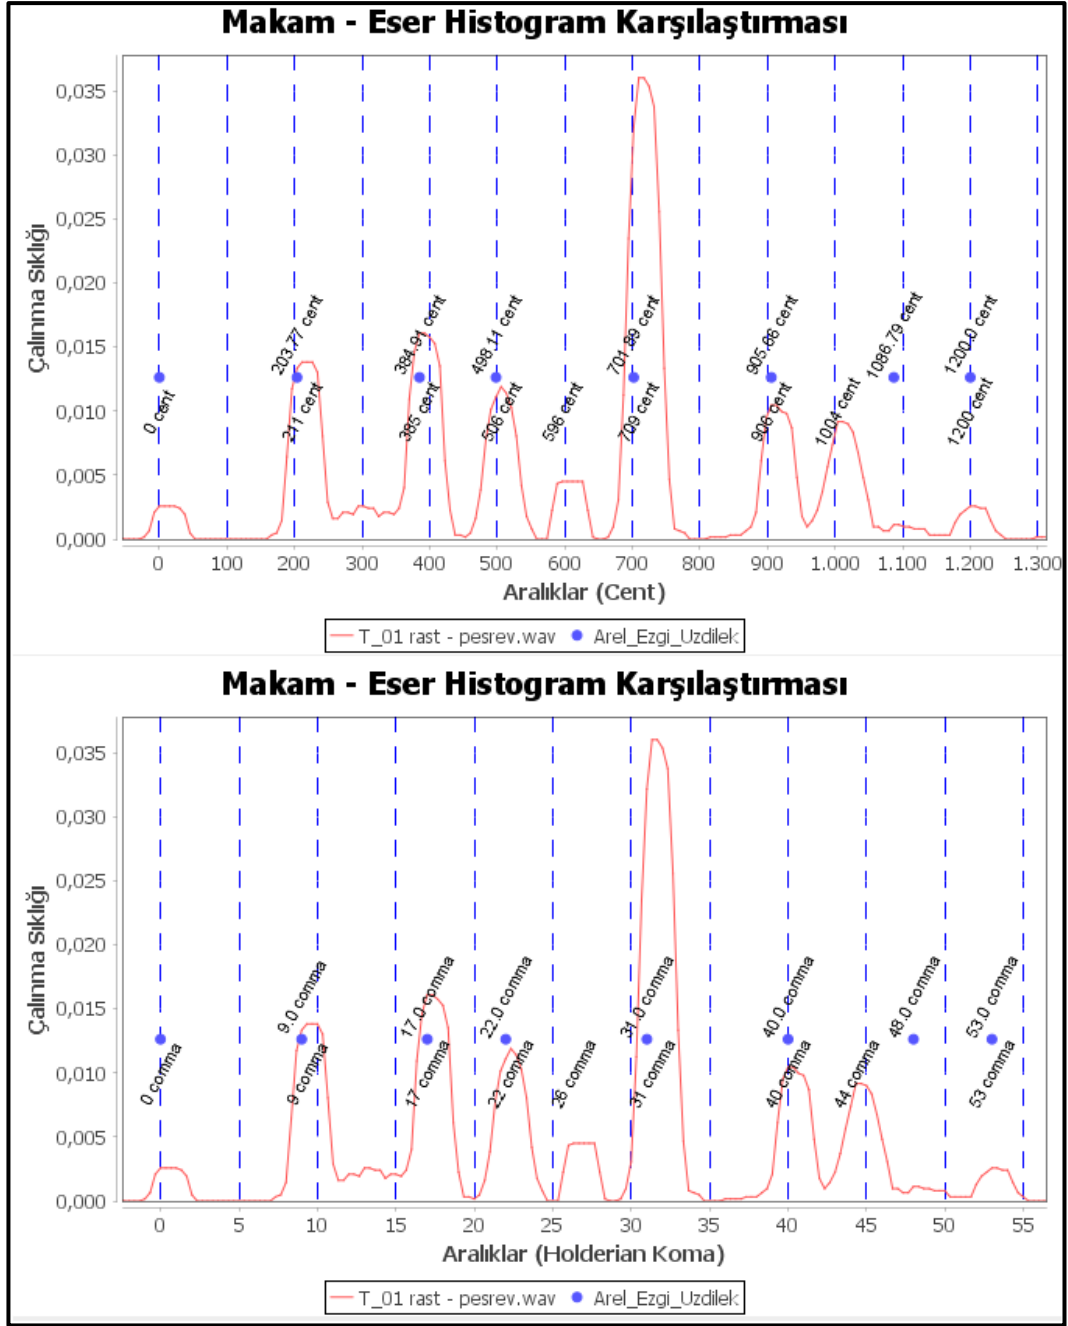 Makam - Eser Histogram Karşılaştırması
Çalınma Sıklığı
0,035
0,030
0,025
0,020
0,015
0,010
0,005
0,000
203.77 cent
384.91 cent
498.11 cent
701.89 cent
905.66 cent
1086.79 cent
1200.0 cent
0 cent
211 cent
385 cent
506 cent
596 cent
709 cent
906 cent
1004 cent
1200 cent
0 100 200 300 400 500 600 700 800 900 1.000 1.100 1.200 1.300
Aralıklar (Cent)
T_01 rast - pesrev.wav Arel_Ezgi_Uzdilek
Makam - Eser Histogram Karşılaştırması
Çalınma Sıklığı
0,035
0,030
0,025
0,020
0,015
0,010
0,005
0,000
9.0 comma
17.0 comma
22.0 comma
31.0 comma
40.0 comma
48.0 comma
53.0 comma
0 comma
9 comma
17 comma
22 comma
26 comma
31 comma
40 comma
44 comma
53 comma
0 5 10 15 20 25 30 35 40 45 50 55
Aralıklar (Holderian Koma)
T_01 rast - pesrev.wav Arel_Ezgi_Uzdilek